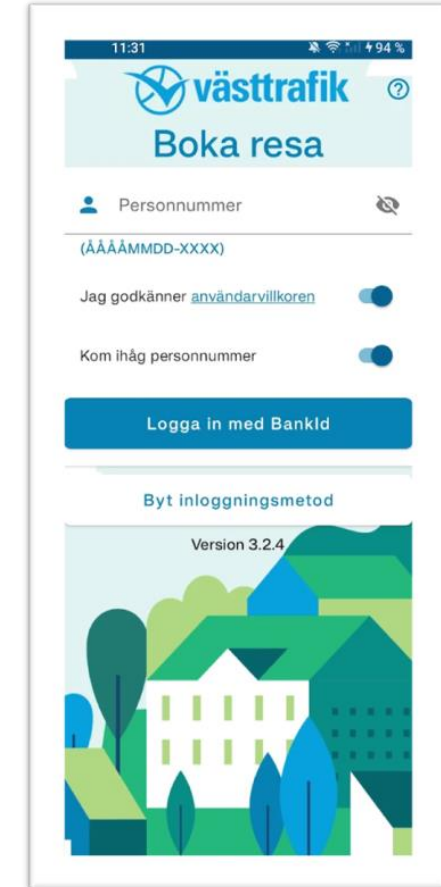 11:31 94 %
västtrafik
Boka resa
Personnummer
(ÅÅÅÅMMDD-XXXX)
Jag godkänner användarvillkoren
Kom ihåg personnummer
Logga in med BankId
Byt inloggningsmetod
Version 3.2.4